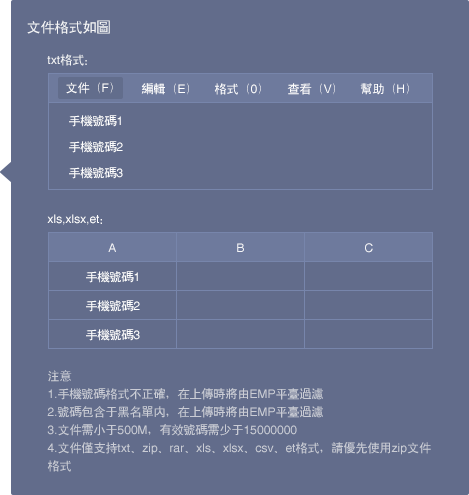 文件格式如圖
txt格式:
文件（F） 編輯（E） 格式（0） 查看（V） 幫助（H）
手機號碼1
手機號碼2
手機號碼3
xls,xlsx,et:
A B C
手機號碼1
手機號碼2
手機號碼3
注意
1.手機號碼格式不正確，在上傳時將由EMP平臺過濾
2.號碼包含于黑名單内，在上傳時將由EMP平臺過濾
3.文件需小于500M，有效號碼需少于15000000
4.文件僅支持txt、zip、rar、xls、xlsx、csv、et格式，請優先使用zip文件
格式